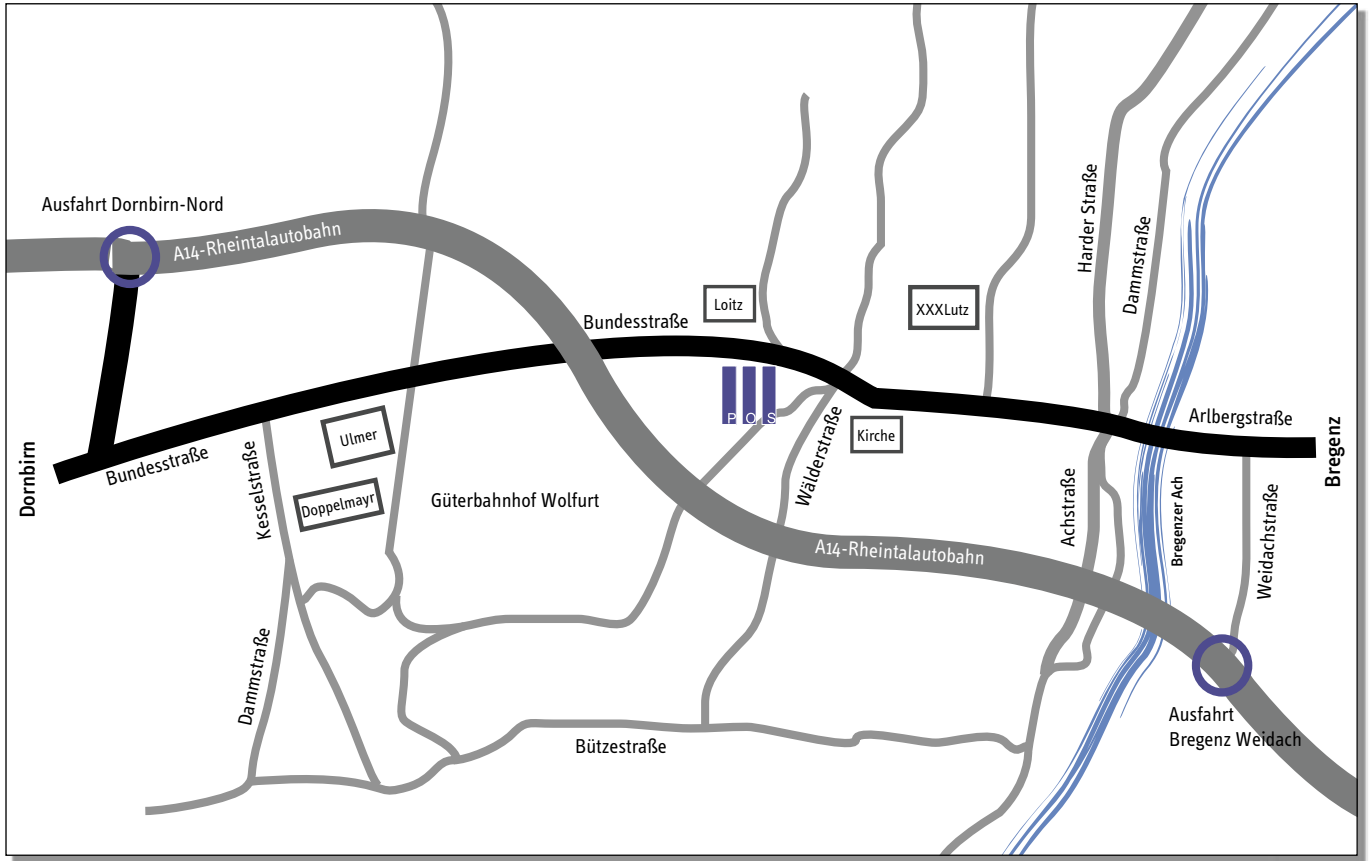 Ausfahrt Dornbirn-Nord
A14-Rheintalautobahn
Harder Straße
Dammstraße
Loitz
XXXLutz
Bundesstraße
P O S
Wälderstraße
Kirche
Arlbergstraße
Bregenz
Dornbirn
Bundesstraße
Kesselstraße
Ulmer
Doppelmayr
Güterbahnhof Wolfurt
Achstraße
Bregenzer Ach
Weidachstraße
A14-Rheintalautobahn
Dammstraße
Ausfahrt
Bregenz Weidach
Bützestraße